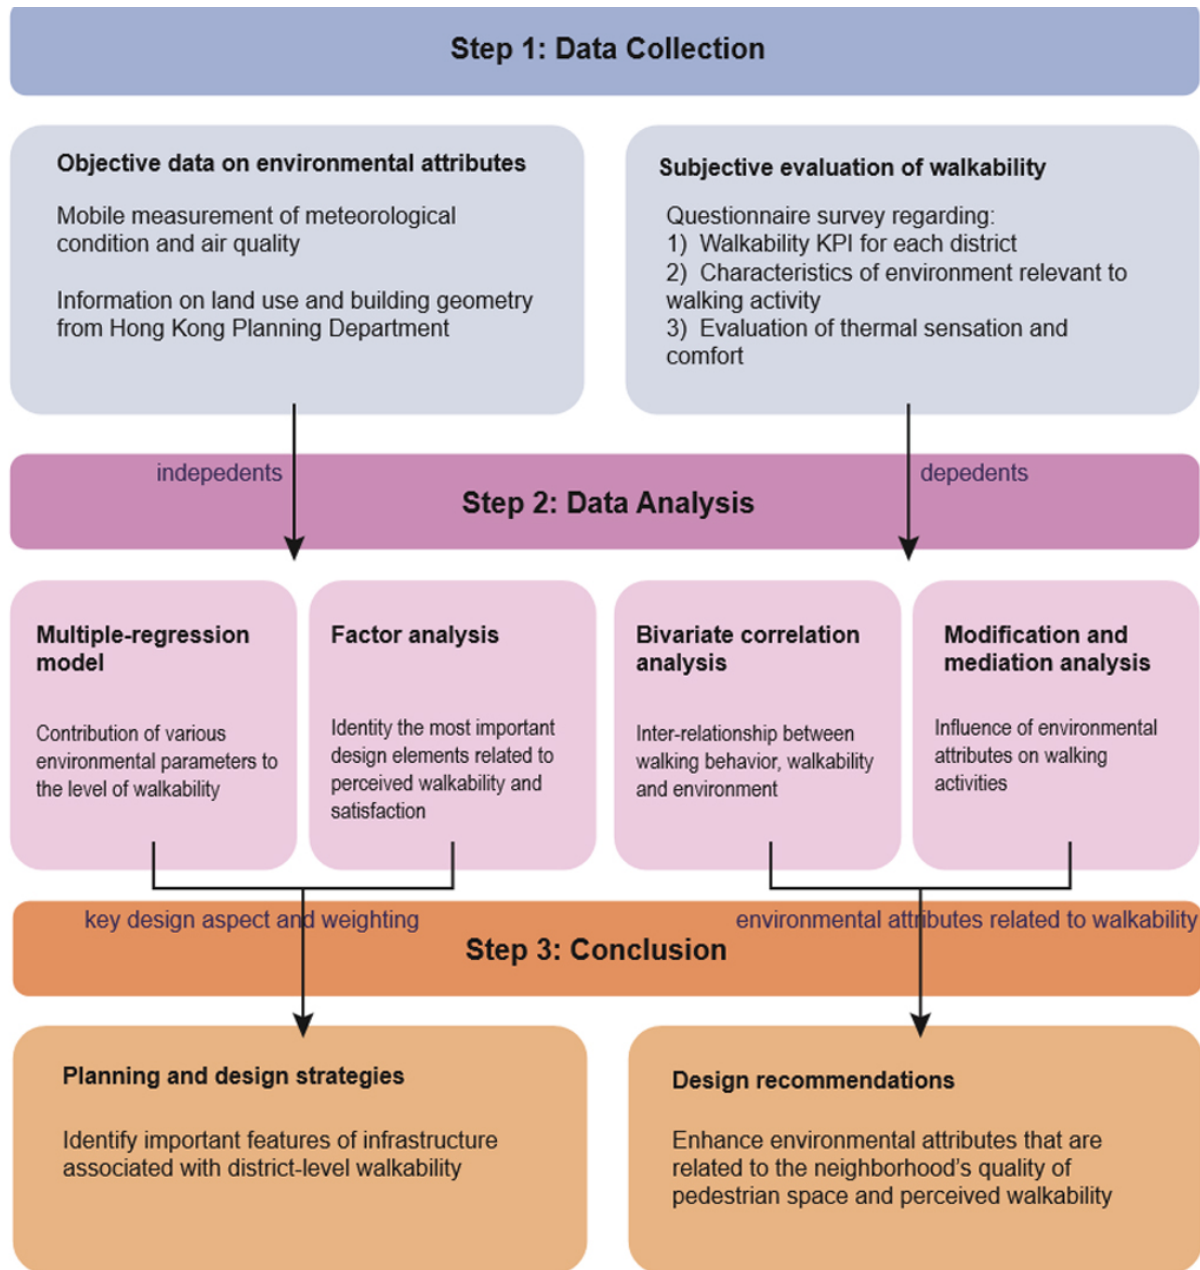 Step 1: Data Collection
Objective data on environmental attributes
Mobile measurement of meteorological
condition and air quality
Information on land use and building geometry
from Hong Kong Planning Department
Subjective evaluation of walkability
Questionnaire survey regarding:
1) Walkability KPI for each district
2) Characteristics of environment relevant to
walking activity
3) Evaluation of thermal sensation and
comfort
indepedents
depedents
Step 2: Data Analysis
Multiple-regression
model
Contribution of various
environmental parameters to
the level of walkability
Factor analysis
Identity the most important
design elements related to
perceived walkability and
satisfaction
Bivariate correlation
analysis
Inter-relationship between
walking behavior, walkability
and environment
Modification and
mediation analysis
Influence of environmental
attributes on walking
activities
key design aspect and weighting
environmental attributes related to walkability
Step 3: Conclusion
Planning and design strategies
Identify important features of infrastructure
associated with district-level walkability
Design recommendations
Enhance environmental attributes that are
related to the neighborhood's quality of
pedestrian space and perceived walkability